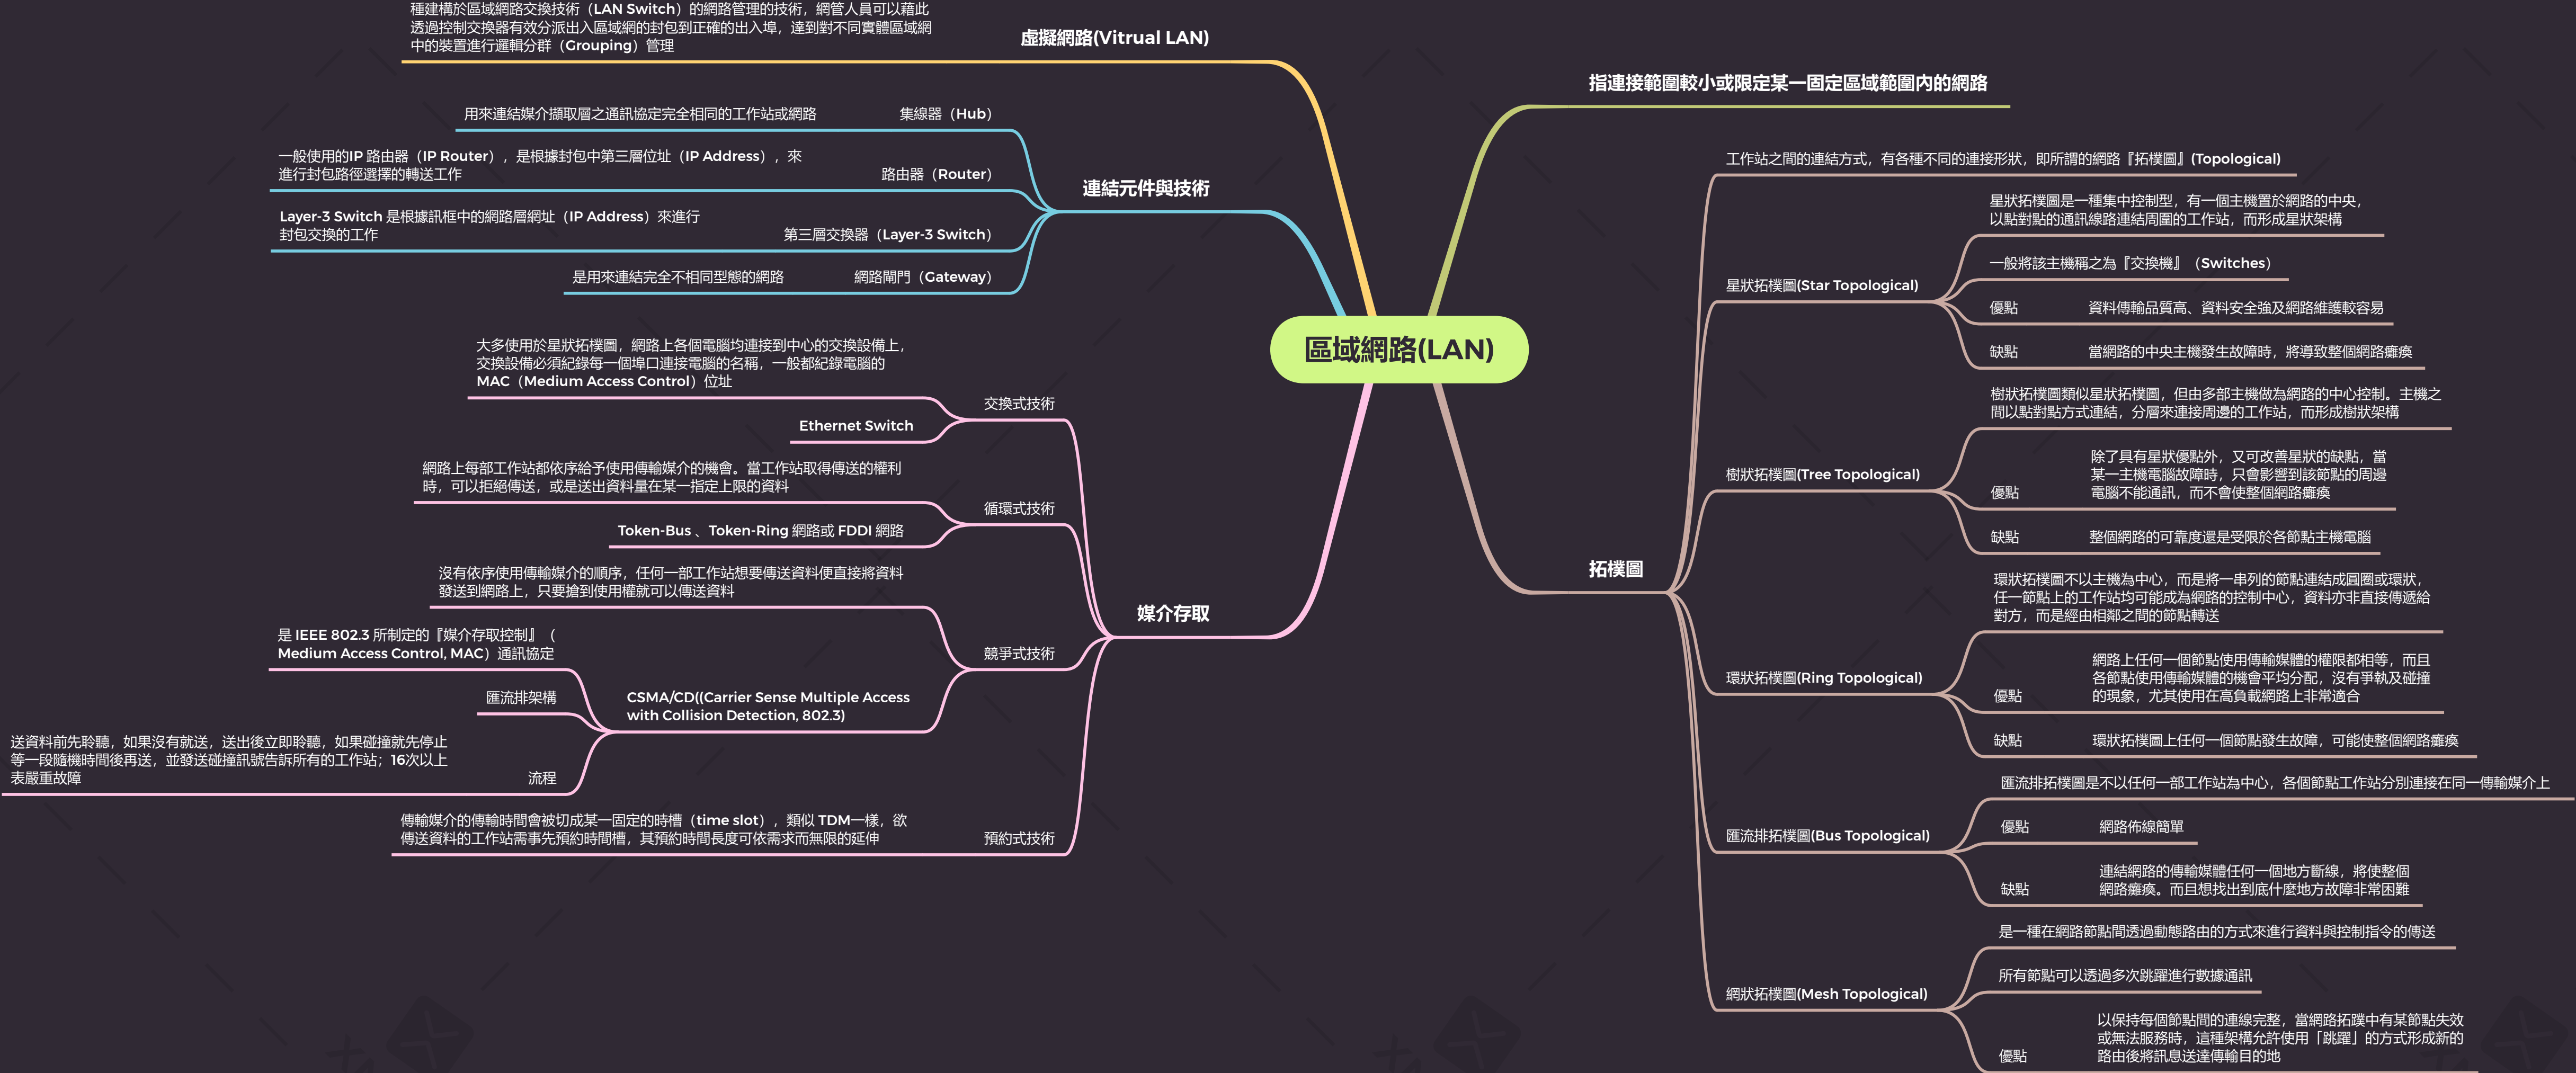 區域網路(LAN)
指連接範圍較小或限定某一固定區域範圍內的網路
拓樸圖
工作站之間的連結方式，有各種不同的連接形狀，即所謂的網路『拓樸圖』(Topological)
星狀拓樸圖(Star Topological)
星狀拓樸圖是一種集中控制型，有一個主機置於網路的中央，
以點對點的通訊線路連結周圍的工作站，而形成星狀架構
一般將該主機稱之為『交換機』（Switches）
優點
資料傳輸品質高、資料安全強及網路維護較容易
缺點
當網路的中央主機發生故障時，將導致整個網路癱瘓
樹狀拓樸圖(Tree Topological)
樹狀拓樸圖類似星狀拓樸圖，但由多部主機做為網路的中心控制。主機之
間以點對點方式連結，分層來連接周邊的工作站，而形成樹狀架構
優點
除了具有星狀優點外，又可改善星狀的缺點，當
某一主機電腦故障時，只會影響到該節點的周邊
電腦不能通訊，而不會使整個網路癱瘓
缺點
整個網路的可靠度還是受限於各節點主機電腦
環狀拓樸圖(Ring Topological)
環狀拓樸圖不以主機為中心，而是將一串列的節點連結成圓圈或環狀，
任一節點上的工作站均可能成為網路的控制中心，資料亦非直接傳遞給
對方，而是經由相鄰之間的節點轉送
優點
網路上任何一個節點使用傳輸媒體的權限都相等，而且
各節點使用傳輸媒體的機會平均分配，沒有爭執及碰撞
的現象，尤其使用在高負載網路上非常適合
缺點
環狀拓樸圖上任何一個節點發生故障，可能使整個網路癱瘓
匯流排拓樸圖(Bus Topological)
匯流排拓樸圖是不以任何一部工作站為中心，各個節點工作站分別連接在同一傳輸媒介上
優點
網路佈線簡單
缺點
連結網路的傳輸媒體任何一個地方斷線，將使整個
網路癱瘓。而且想找出到底什麼地方故障非常困難
網狀拓樸圖(Mesh Topological)
是一種在網路節點間透過動態路由的方式來進行資料與控制指令的傳送
所有節點可以透過多次跳躍進行數據通訊
優點
以保持每個節點間的連線完整，當網路拓蹼中有某節點失效
或無法服務時，這種架構允許使用「跳躍」的方式形成新的
路由後將訊息送達傳輸目的地
虛擬網路(Vitrual LAN)
種建構於區域網路交換技術（LAN Switch）的網路管理的技術，網管人員可以藉此
透過控制交換器有效分派出入區域網的封包到正確的出入埠，達到對不同實體區域網
中的裝置進行邏輯分群（Grouping）管理
連結元件與技術
集線器（Hub）
用來連結媒介擷取層之通訊協定完全相同的工作站或網路
路由器（Router）
一般使用的IP 路由器（IP Router），是根據封包中第三層位址（IP Address），來
進行封包路徑選擇的轉送工作
第三層交換器（Layer-3 Switch）
Layer-3 Switch 是根據訊框中的網路層網址（IP Address）來進行
封包交換的工作
網路閘門（Gateway）
是用來連結完全不相同型態的網路
媒介存取
交換式技術
大多使用於星狀拓樸圖，網路上各個電腦均連接到中心的交換設備上，
交換設備必須紀錄每一個埠口連接電腦的名稱，一般都紀錄電腦的
MAC（Medium Access Control）位址
Ethernet Switch
循環式技術
網路上每部工作站都依序給予使用傳輸媒介的機會。當工作站取得傳送的權利
時，可以拒絕傳送，或是送出資料量在某一指定上限的資料
Token-Bus 、Token-Ring 網路或 FDDI 網路
競爭式技術
沒有依序使用傳輸媒介的順序，任何一部工作站想要傳送資料便直接將資料
發送到網路上，只要搶到使用權就可以傳送資料
CSMA/CD((Carrier Sense Multiple Access
with Collision Detection, 802.3)
是 IEEE 802.3 所制定的『媒介存取控制』（
Medium Access Control, MAC）通訊協定
匯流排架構
流程
送資料前先聆聽，如果沒有就送，送出後立即聆聽，如果碰撞就先停止
等一段隨機時間後再送，並發送碰撞訊號告訴所有的工作站；16次以上
表嚴重故障
預約式技術
傳輸媒介的傳輸時間會被切成某一固定的時槽（time slot），類似 TDM一樣，欲
傳送資料的工作站需事先預約時間槽，其預約時間長度可依需求而無限的延伸